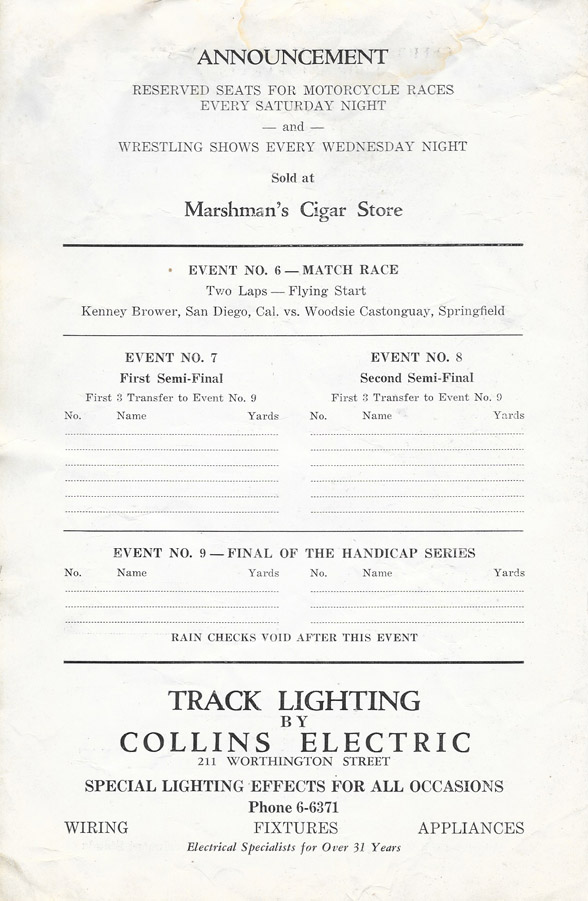 ANNOUNCEMENT
RESERVED SEATS FOR MOTORCYCLE RACES
EVERY SATURDAY NIGHT
— and —
WRESTLING SHOWS EVERY WEDNESDAY NIGHT
Sold at
Marshman's Cigar Store
EVENT NO. 6 — MATCH RACE
Two Laps — Flying Start
Kenney Brower, San Diego, Cal. vs. Woodsie Castonguay, Springfield
EVENT NO. 7
First Semi-Final
First 3 Transfer to Event No. 9
No. Name Yards
EVENT NO. 8
Second Semi-Final
First 3 Transfer to Event No. 9
No. Name Yards
EVENT NO. 9 — FINAL OF THE HANDICAP SERIES
No. Name Yards No. Name Yards
RAIN CHECKS VOID AFTER THIS EVENT
TRACK LIGHTING
BY
COLLINS ELECTRIC
211 WORTHINGTON STREET
SPECIAL LIGHTING EFFECTS FOR ALL OCCASIONS
Phone 6-6371
WIRING FIXTURES APPLIANCES
Electrical Specialists for Over 31 Years